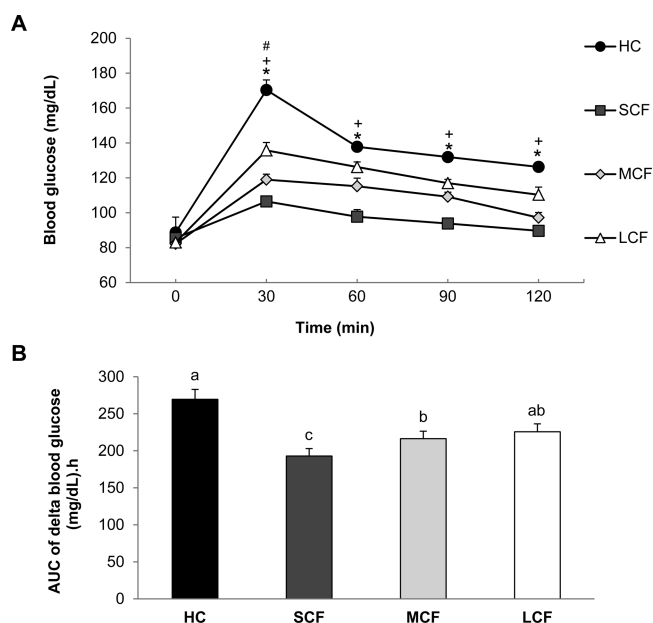 A
200
180
160
140
120
100
80
60
Blood glucose (mg/dL)
#
+
*
+
*
+
*
+
*
HC
SCF
MCF
LCF
0 30 60 90 120
Time (min)
B
300
250
200
150
100
50
0
AUC of delta blood glucose
(mg/dL).h
a
c
b
ab
HC SCF MCF LCF